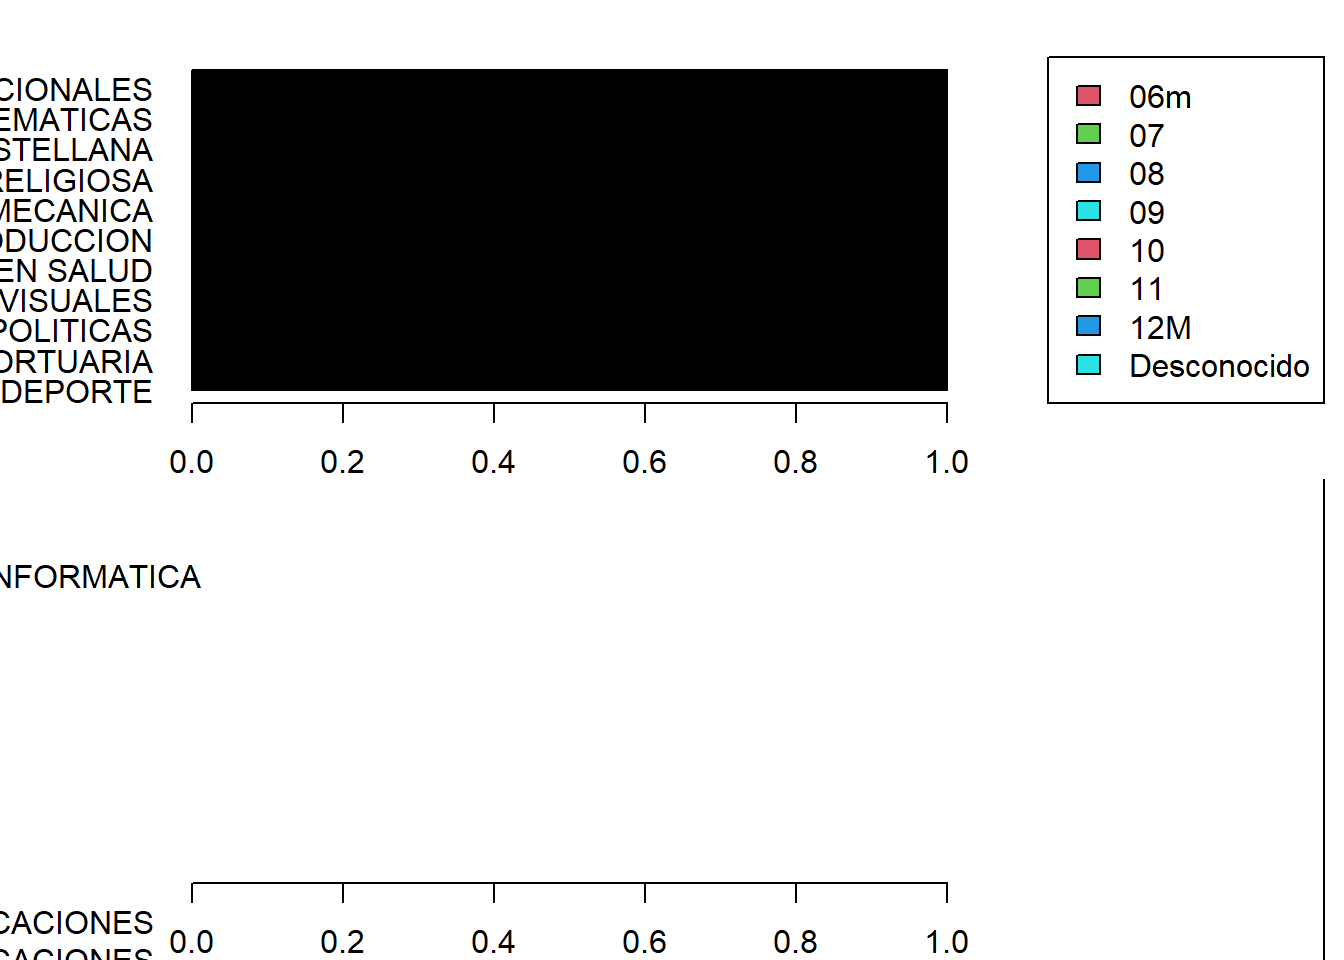 CIONALES
EMATICAS
STELLANA
RELIGIOSA
MECANICA
ODUCCION
EN SALUD
VISUALES
POLITICAS
ORTUARIA
DEPORTE
0.0 0.2 0.4 0.6 0.8 1.0
06m
07
08
09
10
11
12M
Desconocido
NFORMATICA
CACIONES
CACIONES
0.0 0.2 0.4 0.6 0.8 1.0